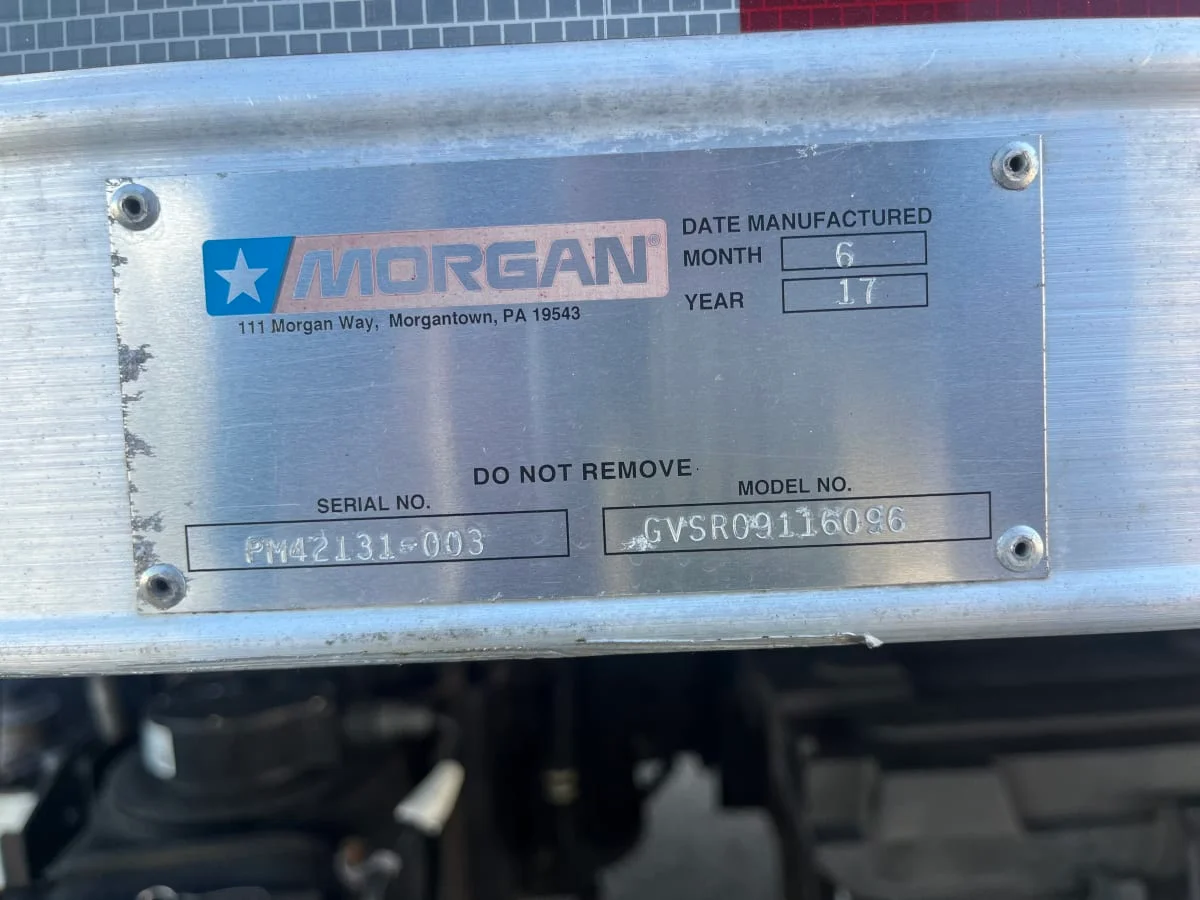 MORGAN®
111 Morgan Way, Morgantown, PA 19543
DATE MANUFACTURED
MONTH 6
YEAR 17
DO NOT REMOVE
SERIAL NO.
PM42131-003
MODEL NO.
GVSR09116096